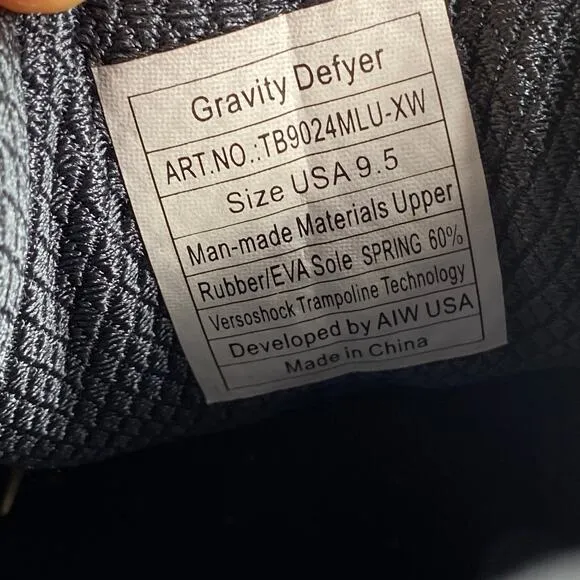 Gravity Defyer
ART.NO.:TB9024MLU-XW
Size USA 9.5
Man-made Materials Upper
Rubber/EVA Sole SPRING 60%
Versoshock Trampoline Technology
Developed by AIW USA
Made in China